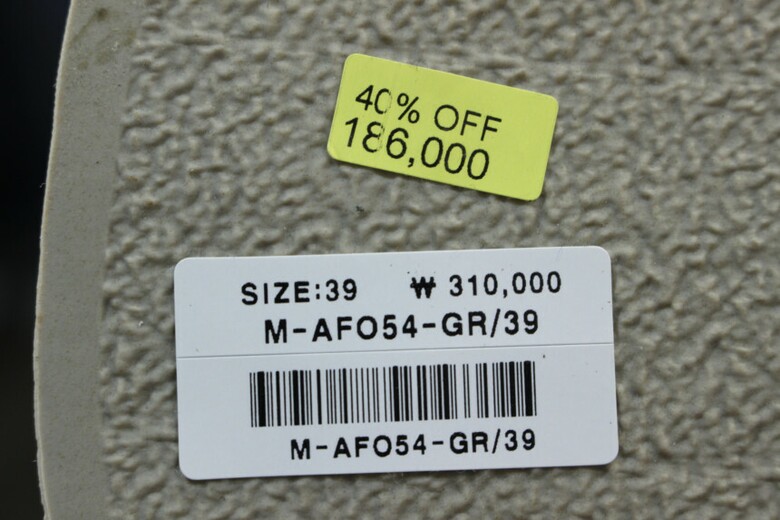 40% OFF
186,000
SIZE:39 ₩ 310,000
M-AFO54-GR/39
M-AFO54-GR/39